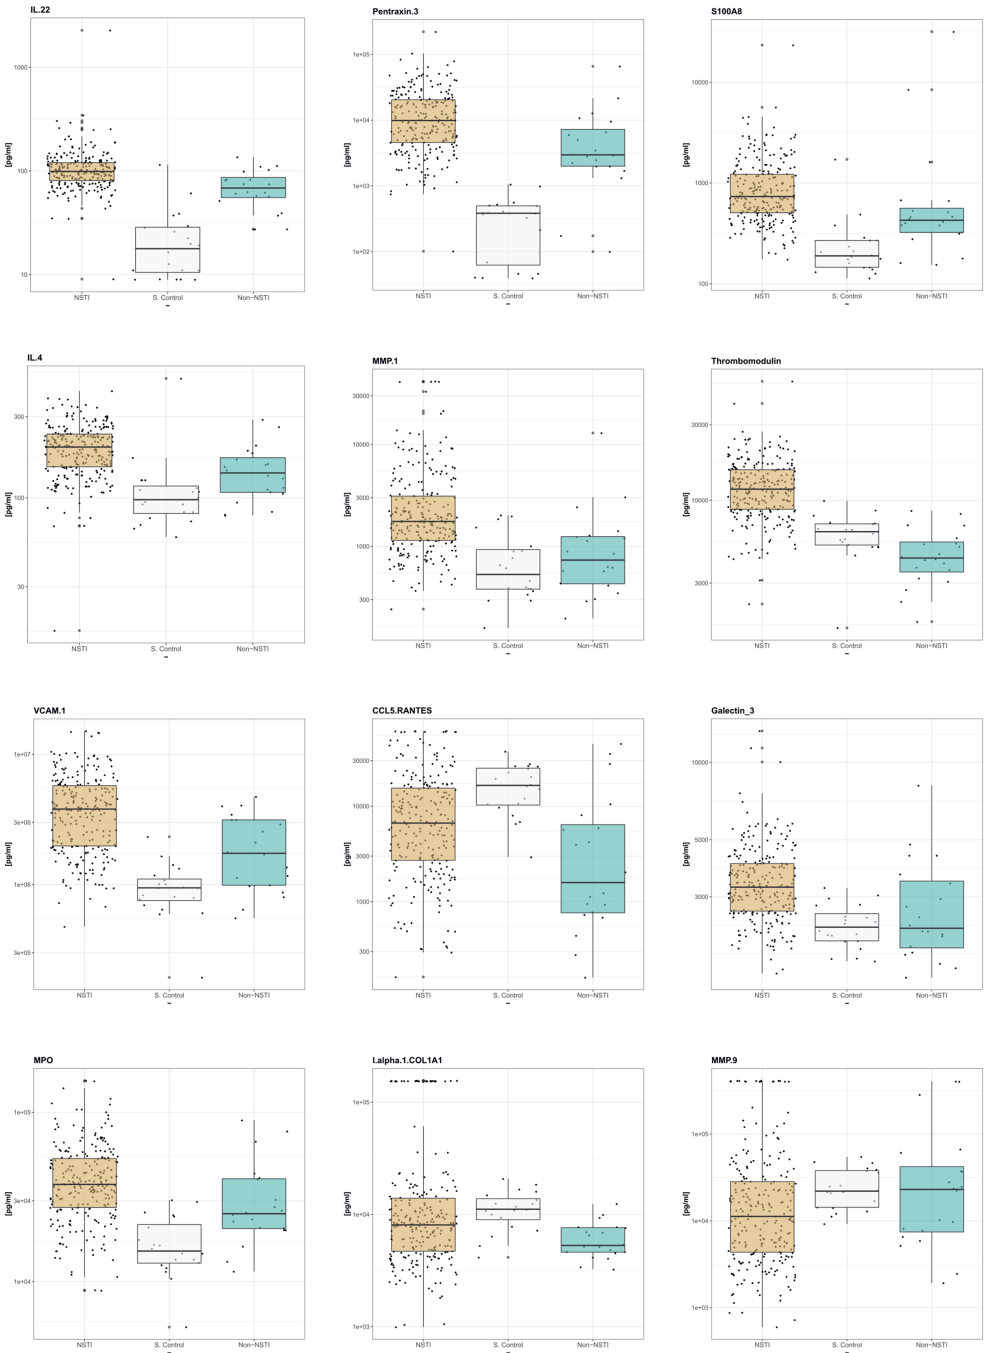 IL.22
[pg/ml]
1000
100
10
NSTI
S. Control
Non−NSTI
Pentraxin.3
[pg/ml]
1e+05
1e+04
1e+03
1e+02
NSTI
S. Control
Non−NSTI
S100A8
[pg/ml]
10000
1000
100
NSTI
S. Control
Non−NSTI
IL.4
[pg/ml]
300
100
30
NSTI
S. Control
Non−NSTI
MMP.1
[pg/ml]
30000
10000
3000
1000
300
NSTI
S. Control
Non−NSTI
Thrombomodulin
[pg/ml]
30000
10000
3000
NSTI
S. Control
Non−NSTI
VCAM.1
[pg/ml]
1e+07
3e+06
1e+06
3e+05
NSTI
S. Control
Non−NSTI
CCL5.RANTES
[pg/ml]
30000
10000
3000
1000
300
NSTI
S. Control
Non−NSTI
Galectin_3
[pg/ml]
10000
5000
3000
NSTI
S. Control
Non−NSTI
MPO
[pg/ml]
1e+05
3e+04
1e+04
NSTI
S. Control
Non−NSTI
I.alpha.1.COL1A1
[pg/ml]
1e+05
1e+04
1e+03
NSTI
S. Control
Non−NSTI
MMP.9
[pg/ml]
1e+05
1e+04
1e+03
NSTI
S. Control
Non−NSTI